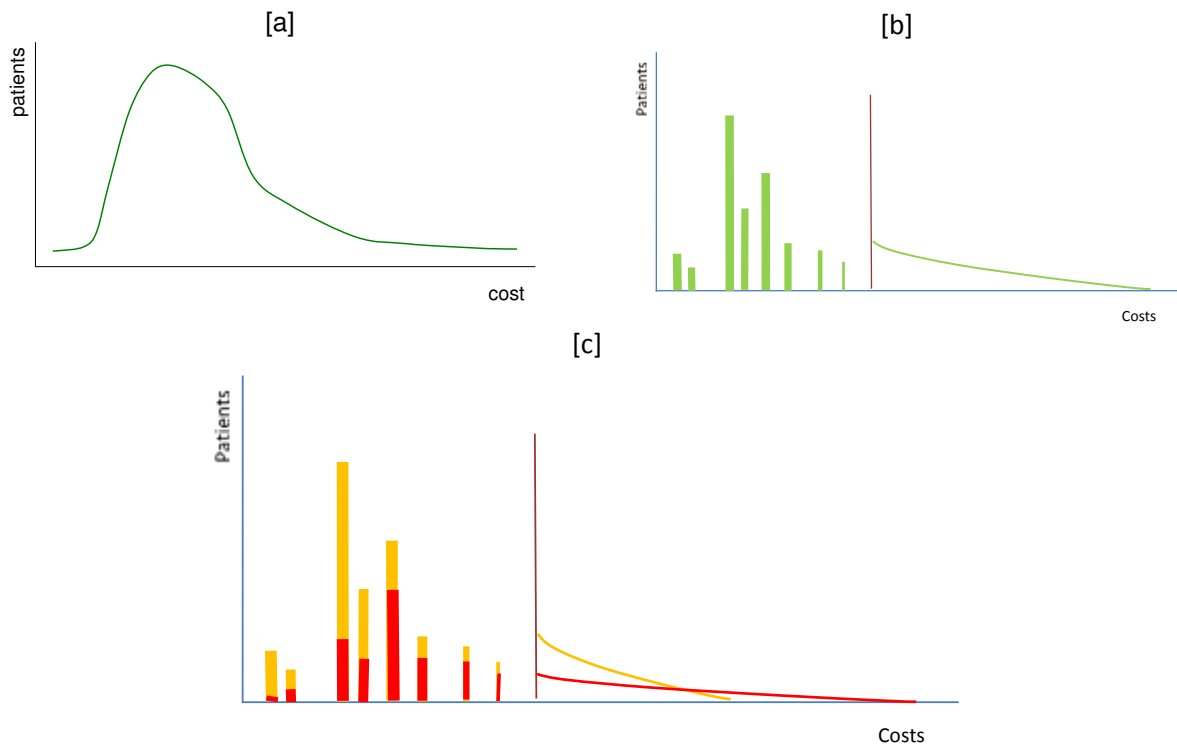 [a]
patients
cost
[b]
Patients
Costs
[c]
Patients
Costs